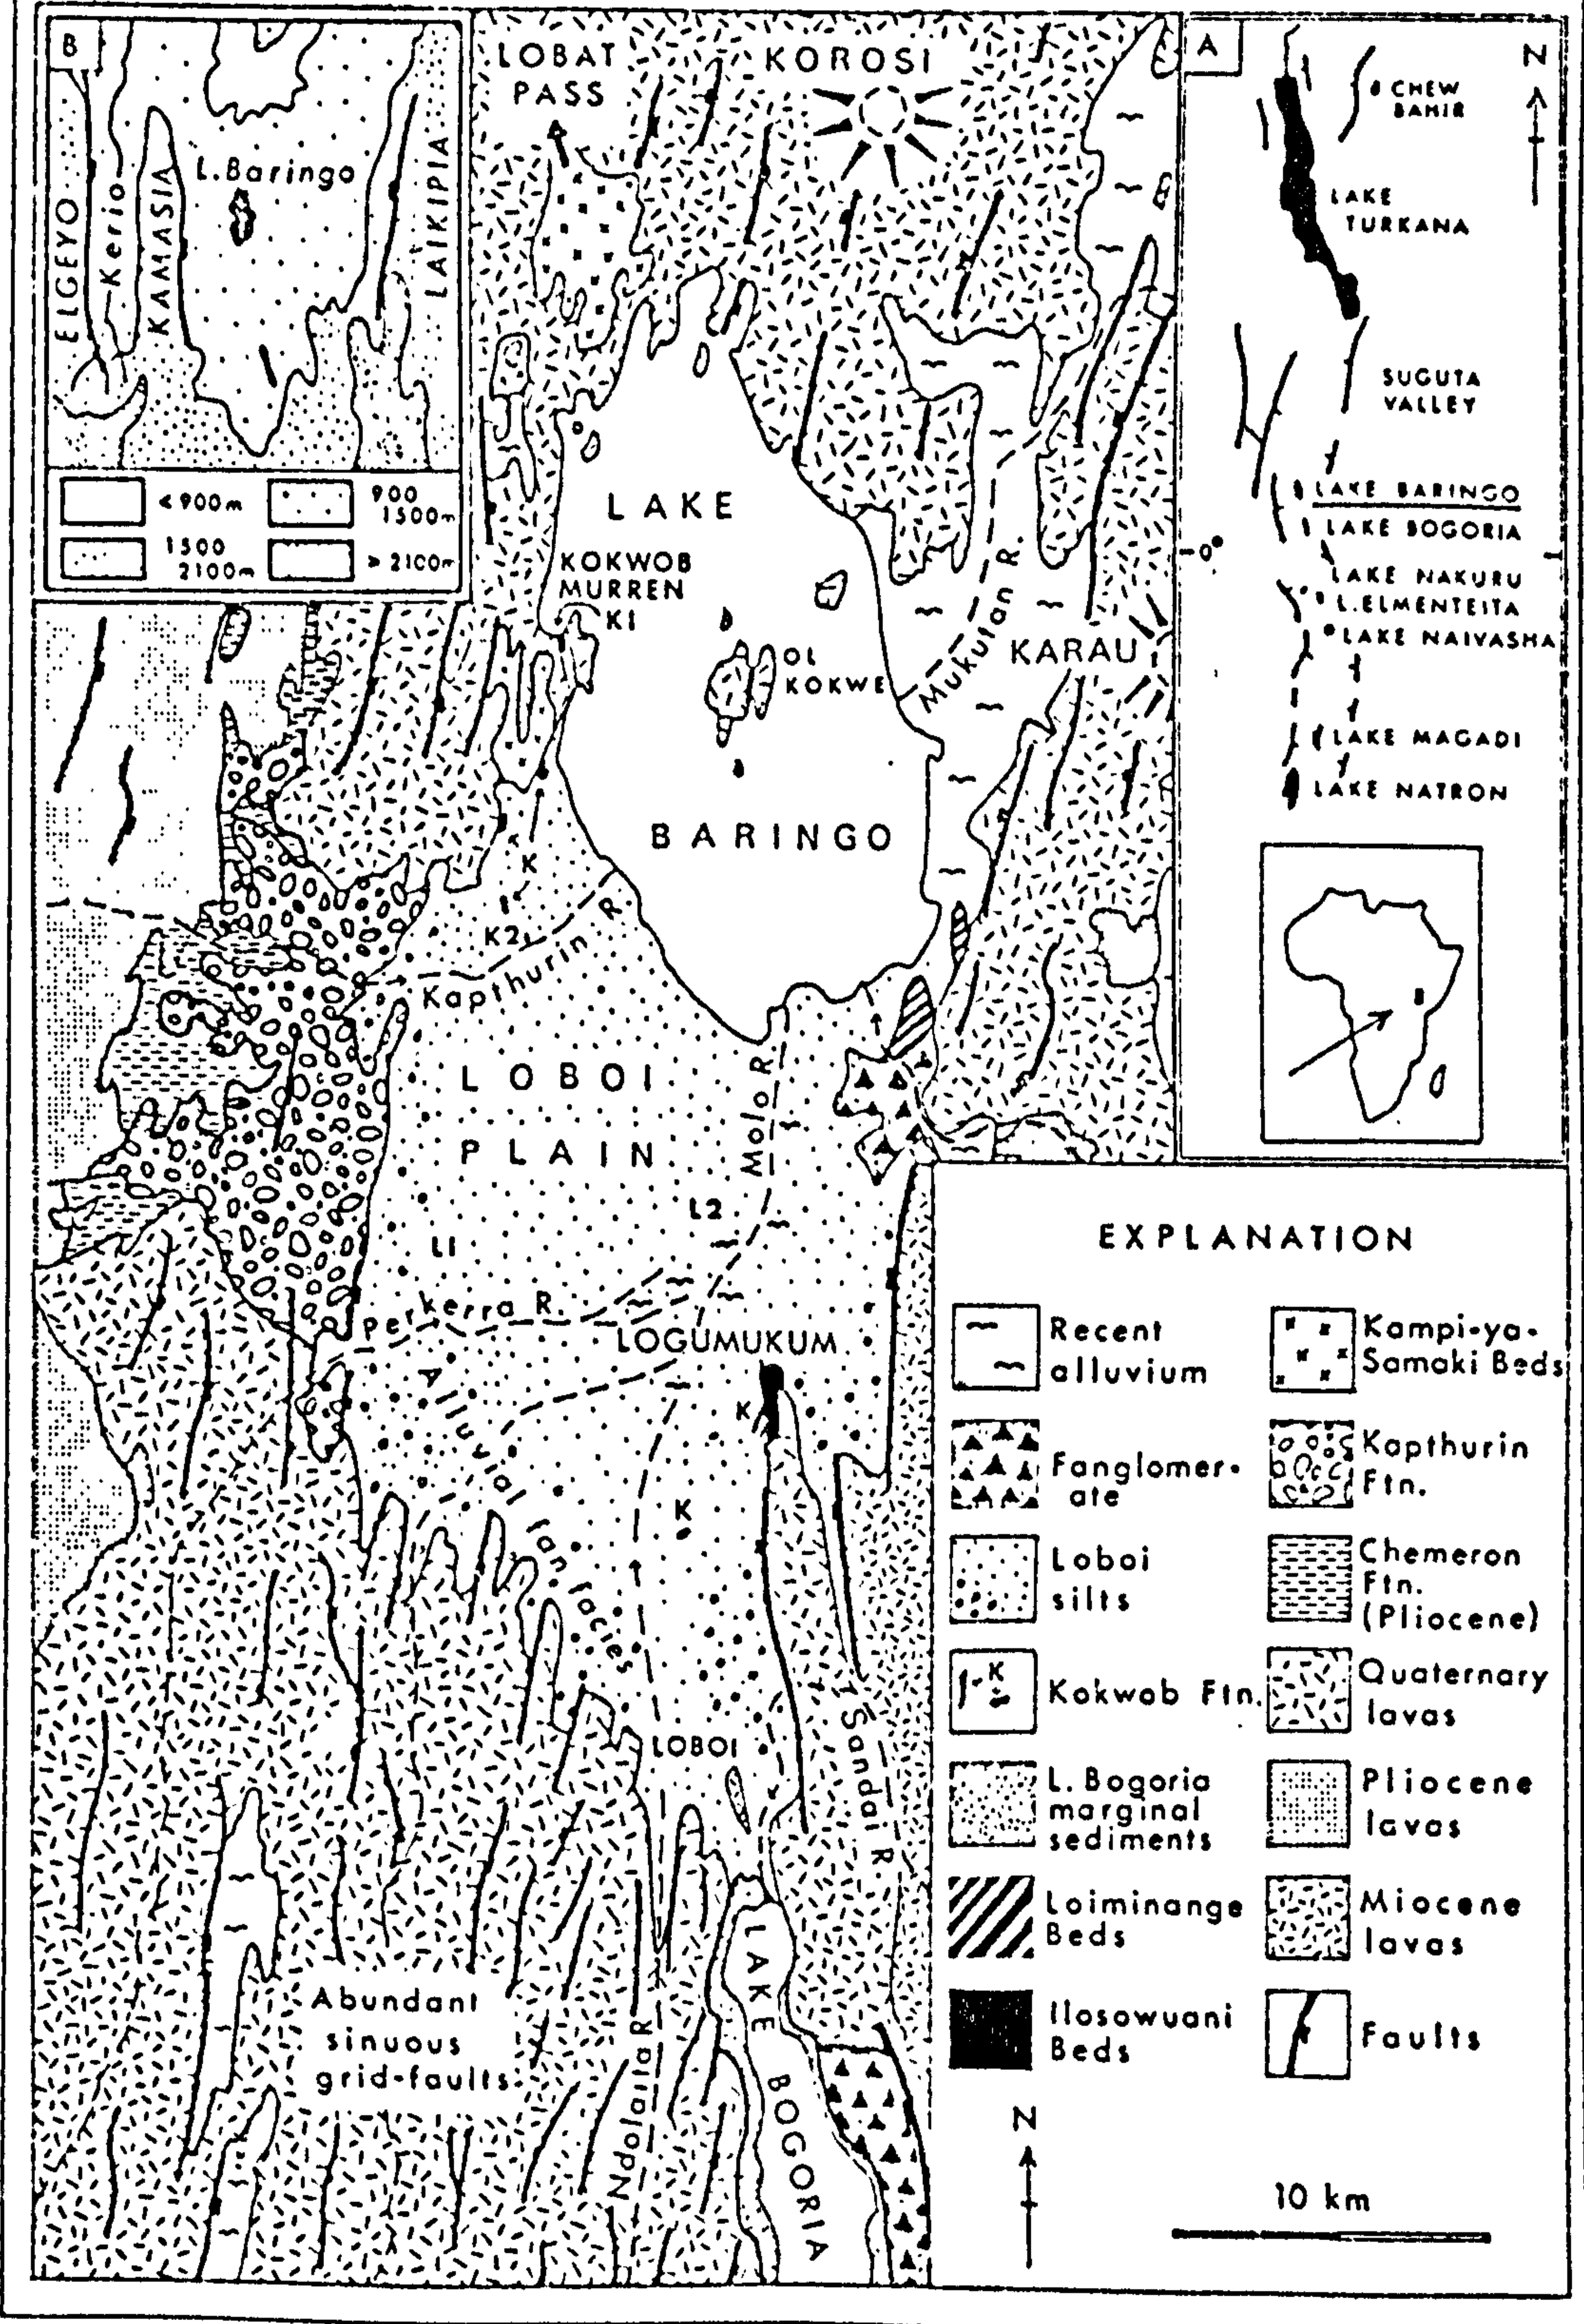 B
ELGEYO
Kerio
KAMASIA
L.Baringo
LAIKIPIA
<900m
900
1500m
1500
2100m
>2100m
LOBAT
PASS
KOROSI
LAKE
KOKWOB
MURREN
K1
OL
KOKWE
Mukutan R.
KARAU
BARINGO
K
K2
Kapthurin R.
LOBOI
PLAIN
Molo R.
L2
L1
Perkerra R.
LOGUMUKUM
Alluvial fan facies
K
K
LOBOI
Sandai R.
Abundant
sinuous
grid-faults
Ndolaita R.
LAKE BOGORIA
A
N
CHEW
BAHIR
LAKE
TURKANA
SUGUTA
VALLEY
LAKE BARINGO
LAKE BOGORIA
0°
LAKE NAKURU
L.ELMENTEITA
LAKE NAIVASHA
LAKE MAGADI
LAKE NATRON
EXPLANATION
Recent
alluvium
Kampi-ya-
Samaki Beds
Fanglomer-
ate
Kapthurin
Ftn.
Loboi
silts
Chemeron
Ftn.
(Pliocene)
K
Kokwob Ftn.
Quaternary
lavas
L. Bogoria
marginal
sediments
Pliocene
lavas
Loiminange
Beds
Miocene
lavas
Ilosowuani
Beds
Faults
N
10 km